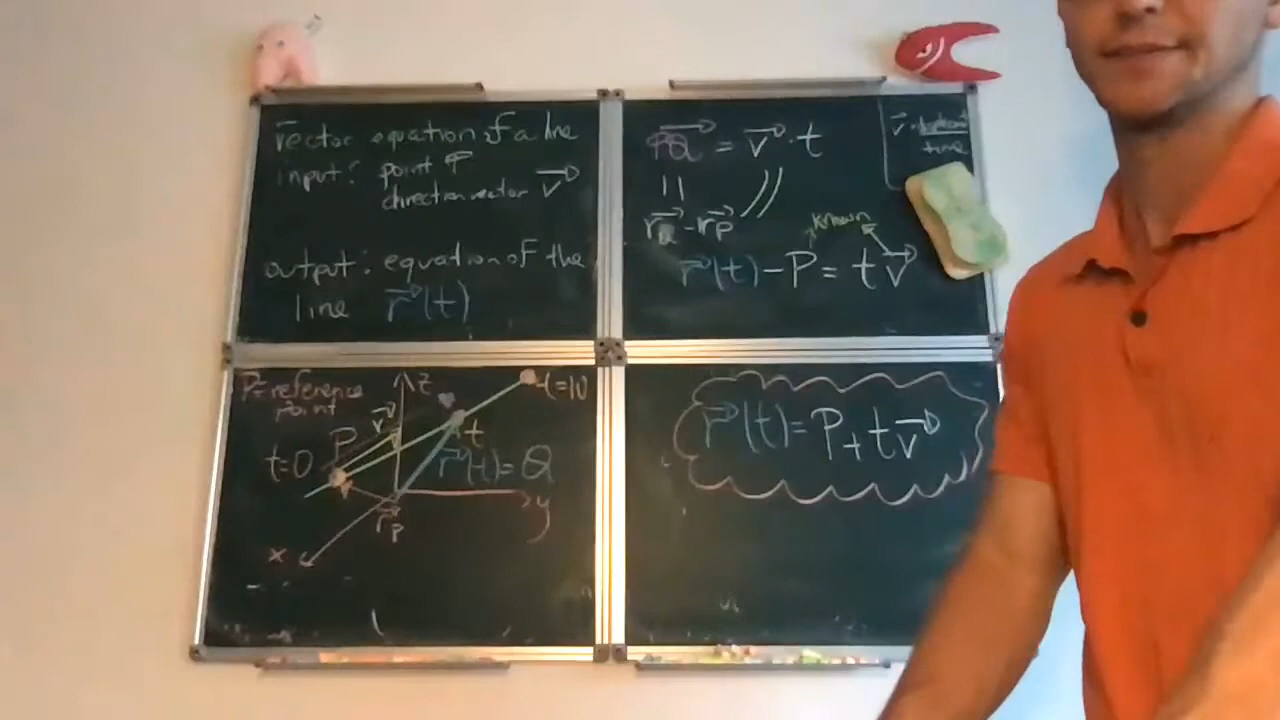 vector equation of a line
input: point P
direction vector v⃗
output: equation of the
line r⃗(t)
PQ⃗ = v⃗·t
r⃗Q - r⃗P
known
r⃗(t) - P = t v⃗
v⃗
time
P=reference
point
z
t=10
v⃗
P
t
t=0
r⃗(t)=Q
r⃗P
y
x
r⃗(t)= P + t v⃗